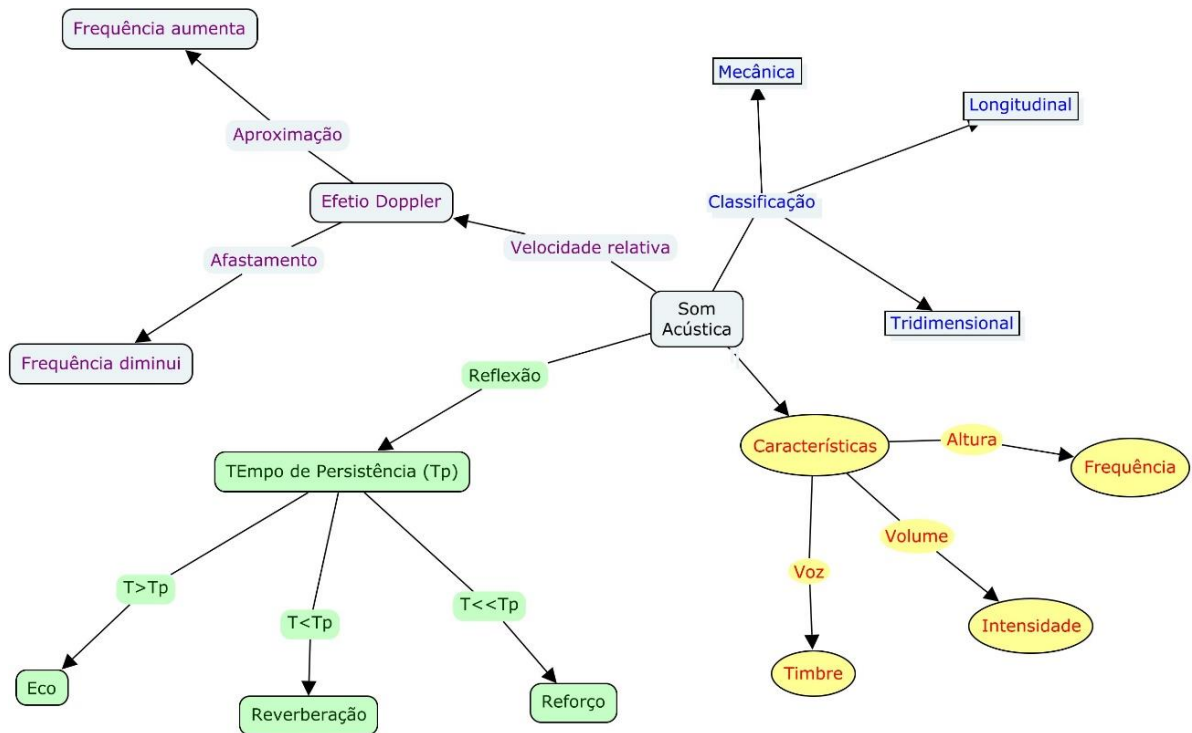 Frequência aumenta
Mecânica
Longitudinal
Aproximação
Efetio Doppler
Classificação
Velocidade relativa
Afastamento
Som
Acústica
Tridimensional
Frequência diminui
Reflexão
Características
Altura
Frequência
TEmpo de Persistência (Tp)
Volume
Voz
T>Tp
T<Tp
T<<Tp
Intensidade
Timbre
Eco
Reverberação
Reforço